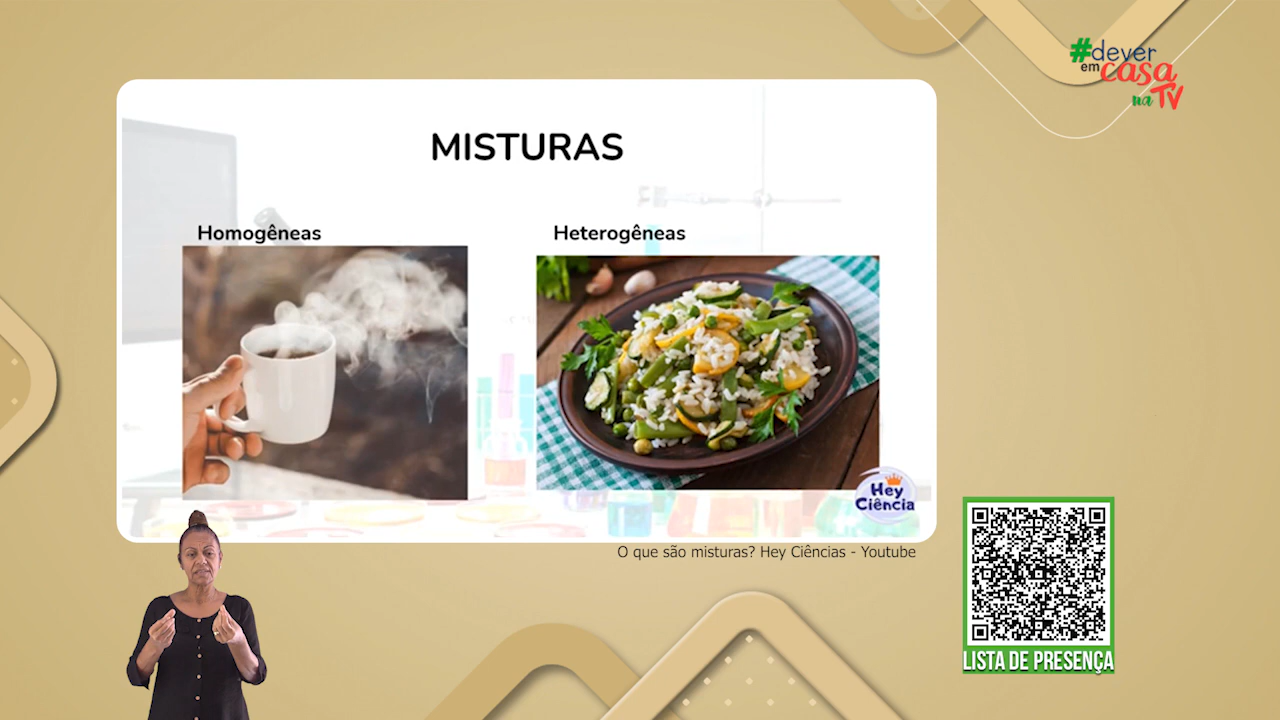 #dever
em casa
na TV
MISTURAS
Homogêneas
Heterogêneas
Hey
Ciência
O que são misturas? Hey Ciências - Youtube
LISTA DE PRESENÇA